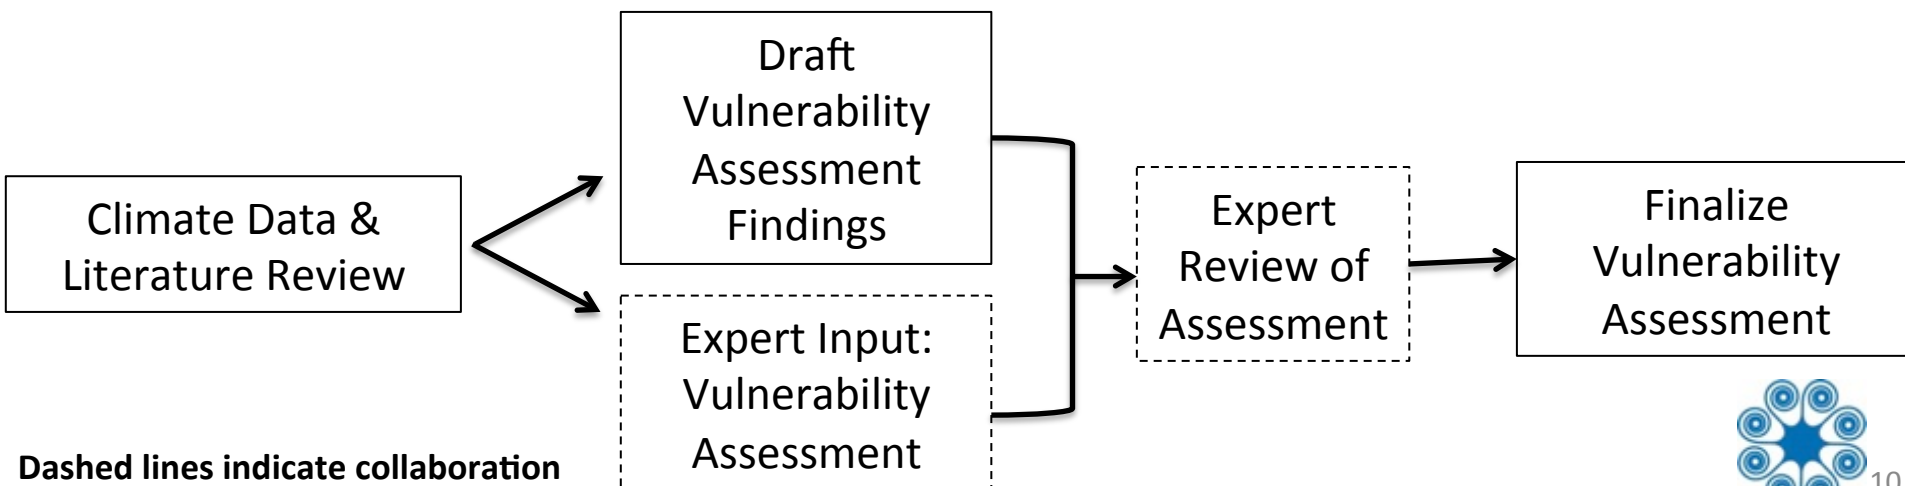 Climate Data &
Literature Review
Draft
Vulnerability
Assessment
Findings
Expert Input:
Vulnerability
Assessment
Expert
Review of
Assessment
Finalize
Vulnerability
Assessment
Dashed lines indicate collaboration
10